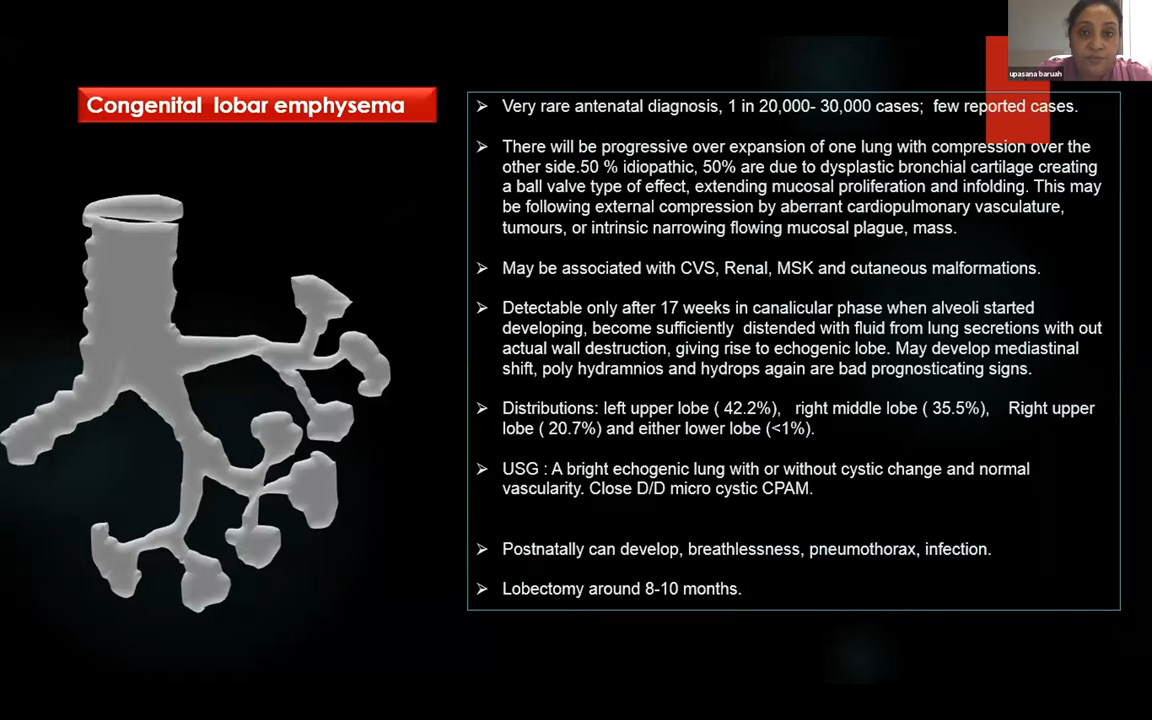 upasana baruah
Congenital lobar emphysema
➢ Very rare antenatal diagnosis, 1 in 20,000- 30,000 cases; few reported cases.
➢ There will be progressive over expansion of one lung with compression over the
other side.50 % idiopathic, 50% are due to dysplastic bronchial cartilage creating
a ball valve type of effect, extending mucosal proliferation and infolding. This may
be following external compression by aberrant cardiopulmonary vasculature,
tumours, or intrinsic narrowing flowing mucosal plague, mass.
➢ May be associated with CVS, Renal, MSK and cutaneous malformations.
➢ Detectable only after 17 weeks in canalicular phase when alveoli started
developing, become sufficiently distended with fluid from lung secretions with out
actual wall destruction, giving rise to echogenic lobe. May develop mediastinal
shift, poly hydramnios and hydrops again are bad prognosticating signs.
➢ Distributions: left upper lobe ( 42.2%), right middle lobe ( 35.5%), Right upper
lobe ( 20.7%) and either lower lobe (<1%).
➢ USG : A bright echogenic lung with or without cystic change and normal
vascularity. Close D/D micro cystic CPAM.
➢ Postnatally can develop, breathlessness, pneumothorax, infection.
➢ Lobectomy around 8-10 months.